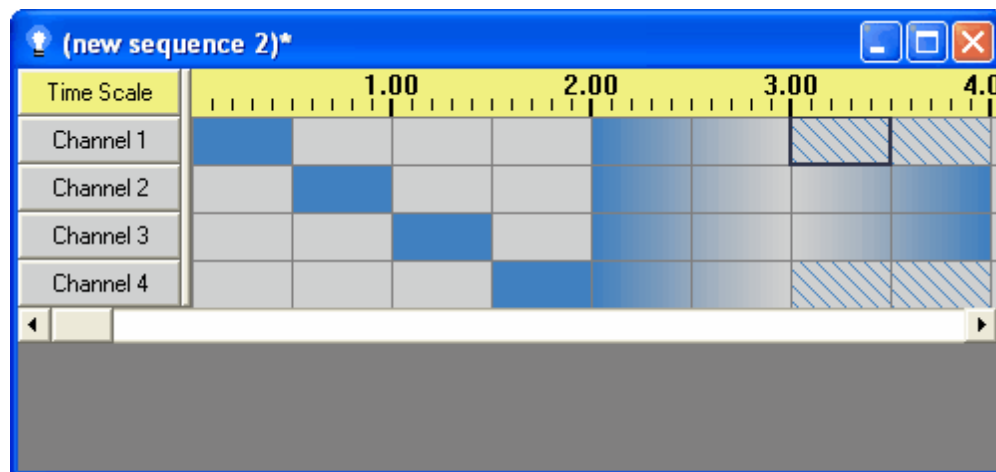 (new sequence 2)*
Time Scale 1.00 2.00 3.00 4.0
Channel 1
Channel 2
Channel 3
Channel 4